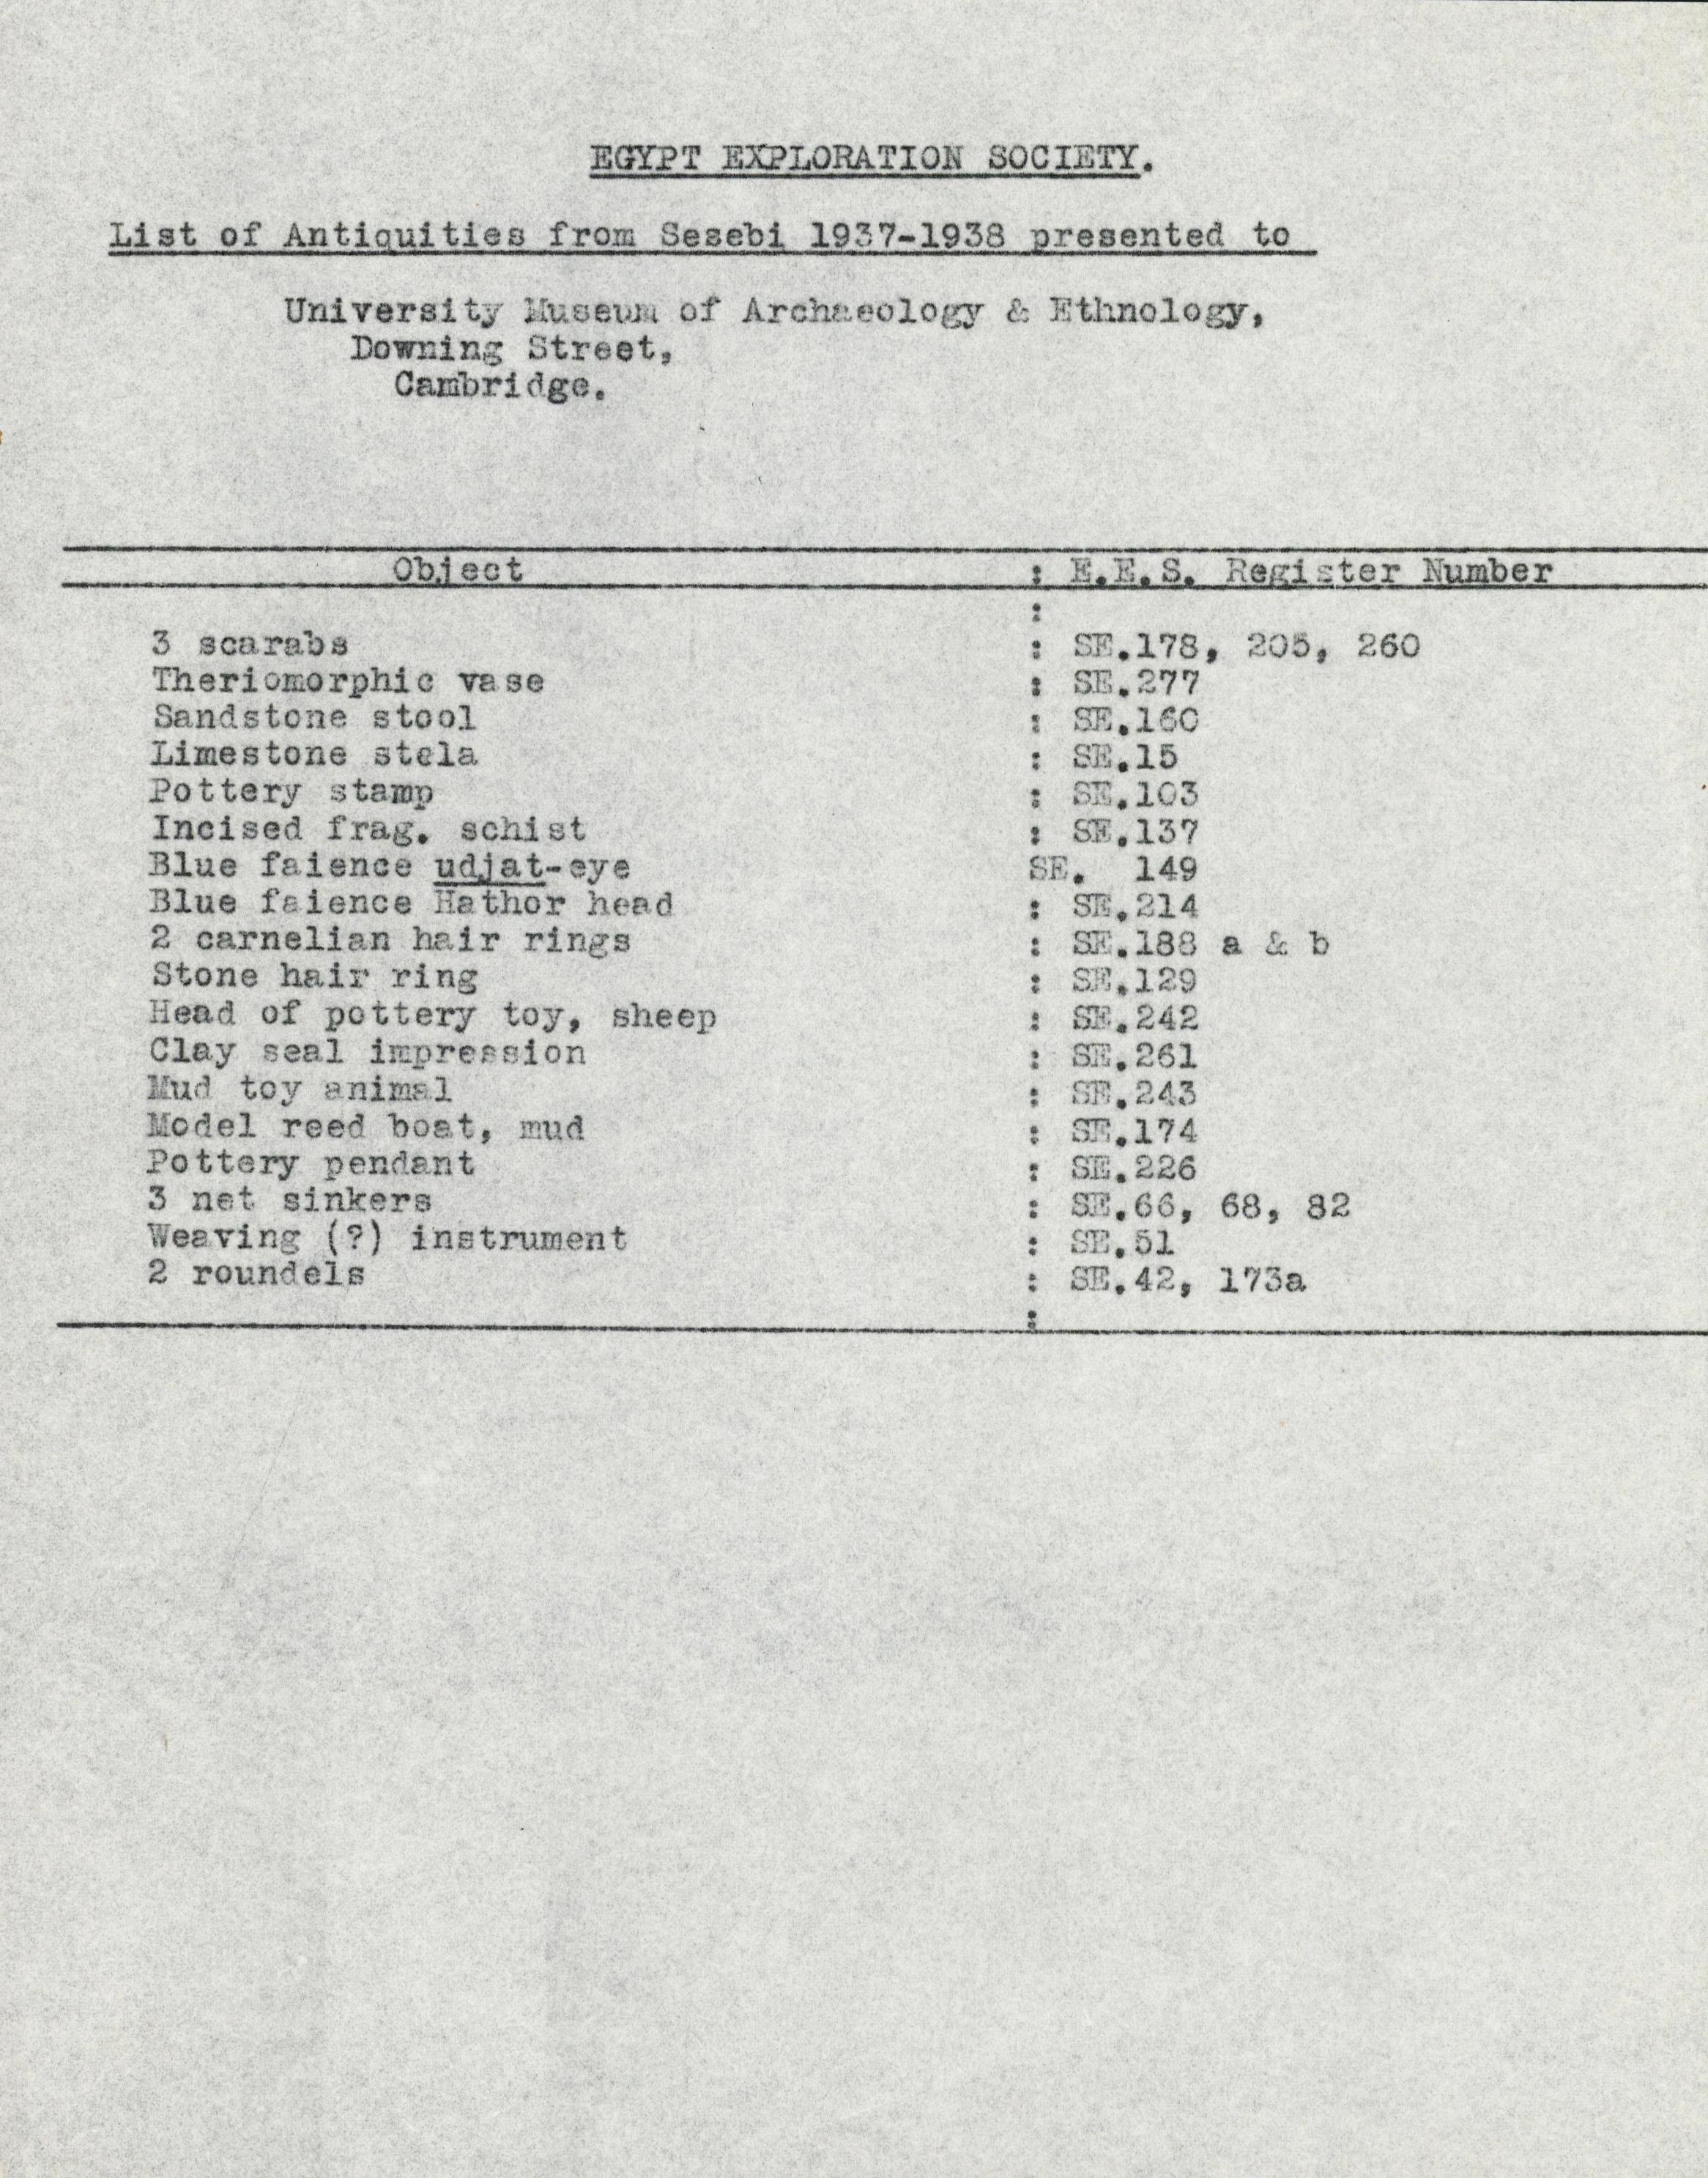 EGYPT EXPLORATION SOCIETY.
List of Antiquities from Sesebi 1937-1938 presented to
University Museum of Archaeology & Ethnology,
Downing Street,
Cambridge.
Object : E.E.S. Register Number
:
3 scarabs : SE.178, 205, 260
Theriomorphic vase : SE.277
Sandstone stool : SE.160
Limestone stela : SE.15
Pottery stamp : SE.103
Incised frag. schist : SE.137
Blue faience udjat-eye SE. 149
Blue faience Hathor head : SE.214
2 carnelian hair rings : SE.188 a & b
Stone hair ring : SE.129
Head of pottery toy, sheep : SE.242
Clay seal impression : SE.261
Mud toy animal : SE.243
Model reed boat, mud : SE.174
Pottery pendant : SE.226
3 net sinkers : SE.66, 68, 82
Weaving (?) instrument : SE.51
2 roundels : SE.42, 173a
: